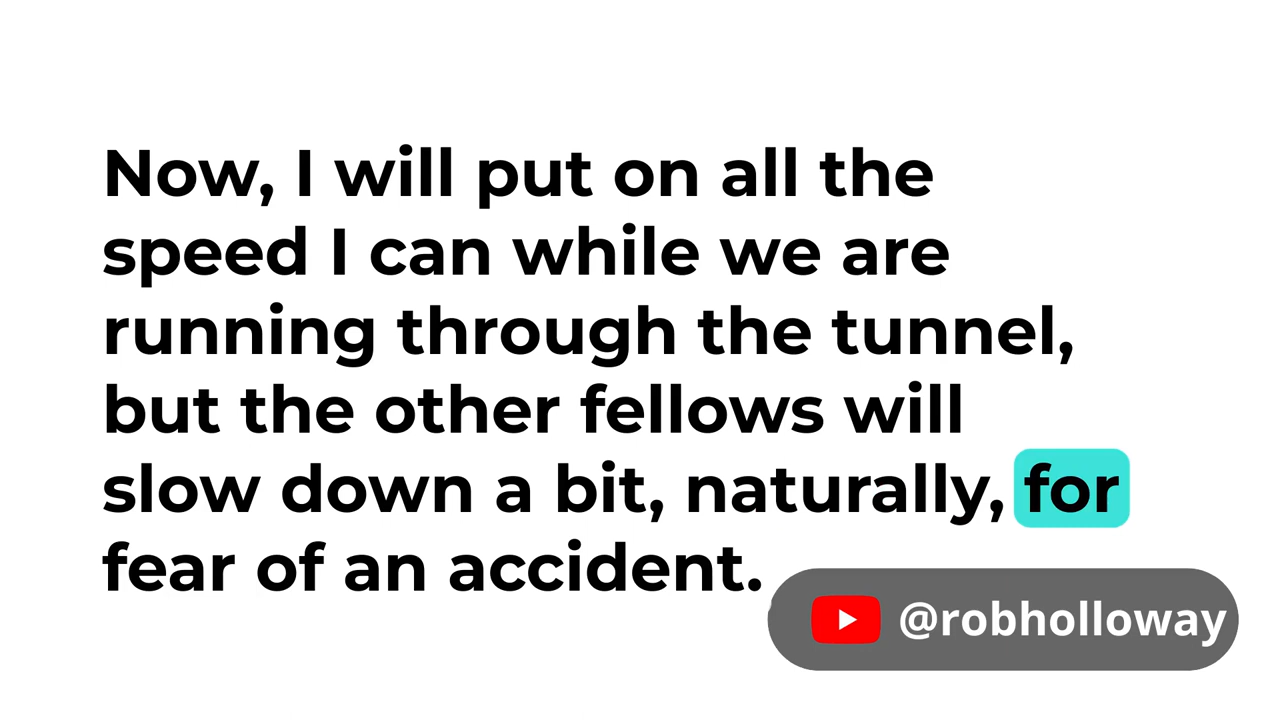 Now, I will put on all the
speed I can while we are
running through the tunnel,
but the other fellows will
slow down a bit, naturally, for
fear of an accident.
@robholloway